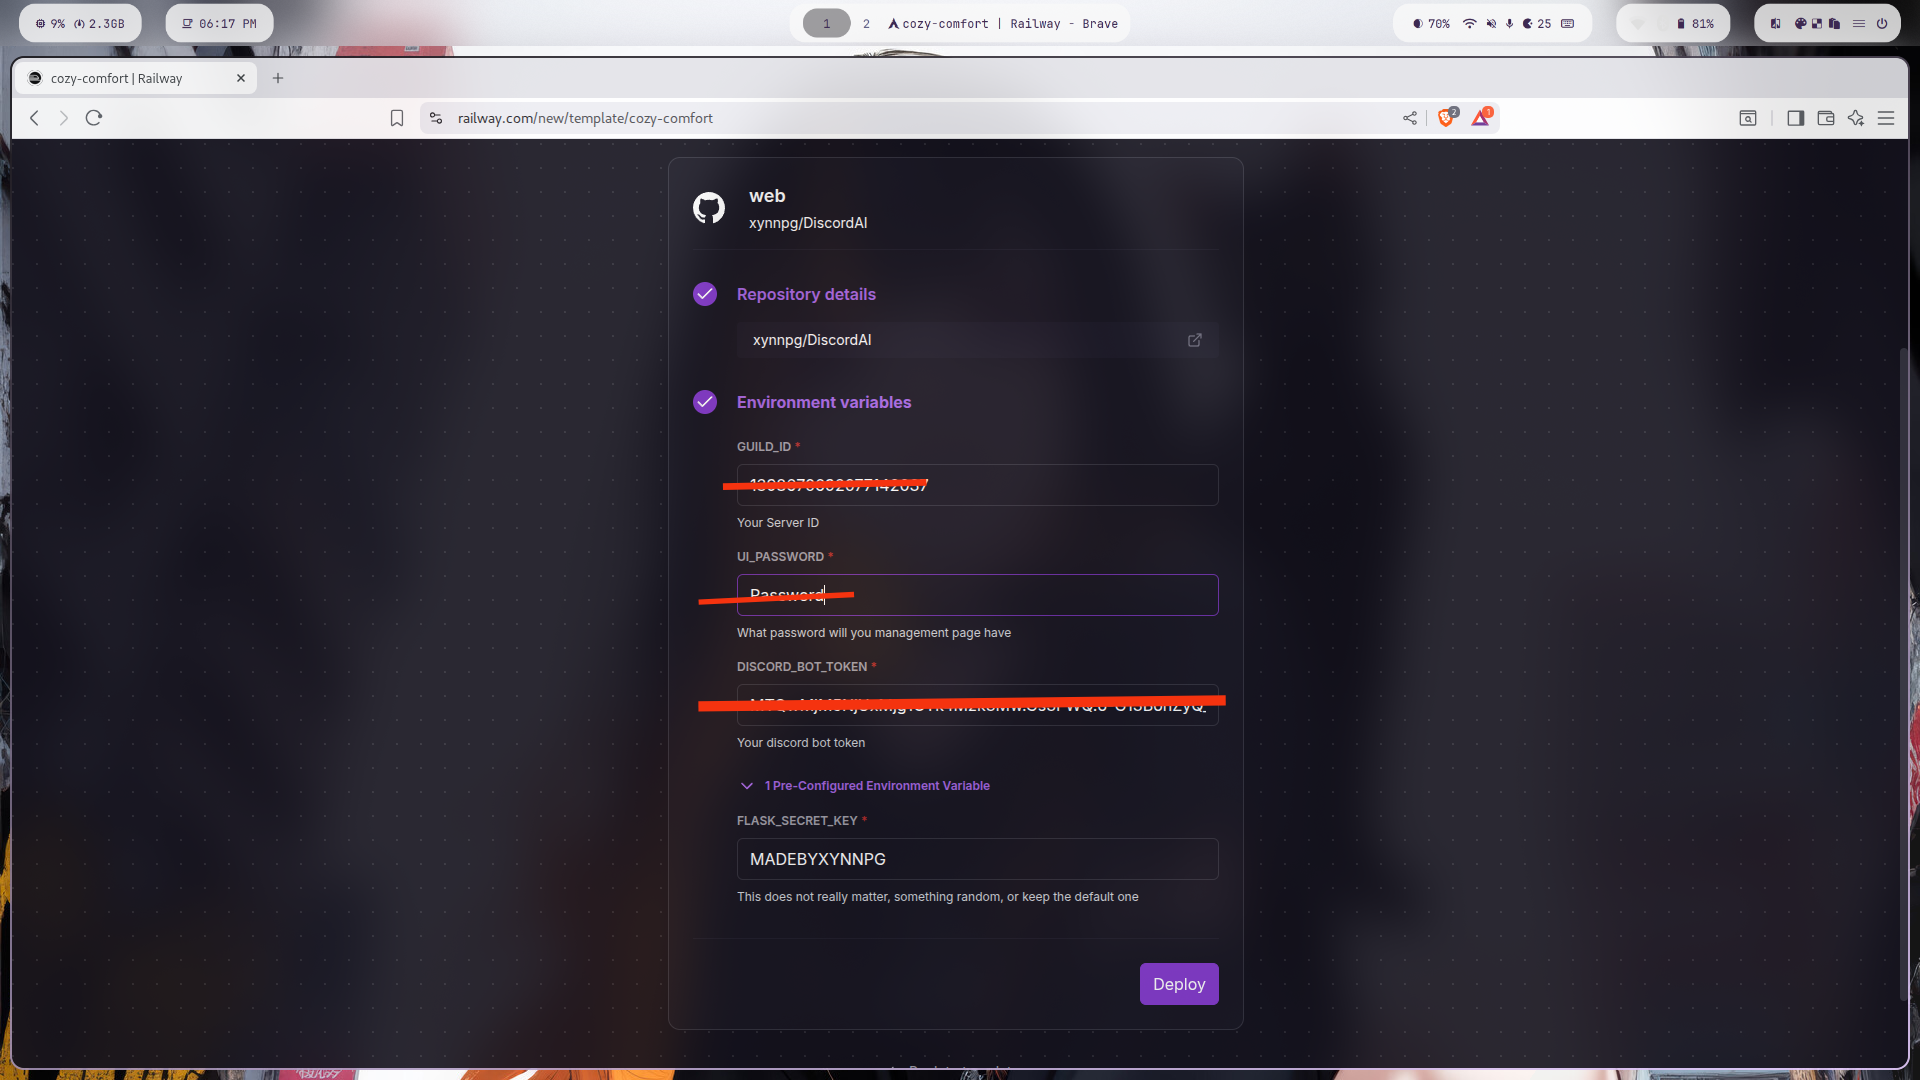 9% 2.3GB
06:17 PM
1 2 cozy-comfort | Railway - Brave
70% 25
81%
cozy-comfort | Railway
railway.com/new/template/cozy-comfort
2
1
web
xynnpg/DiscordAI
Repository details
xynnpg/DiscordAI
Environment variables
GUILD_ID *
Your Server ID
UI_PASSWORD *
Password
What password will you management page have
DISCORD_BOT_TOKEN *
Your discord bot token
1 Pre-Configured Environment Variable
FLASK_SECRET_KEY *
MADEBYXYNNPG
This does not really matter, something random, or keep the default one
Deploy